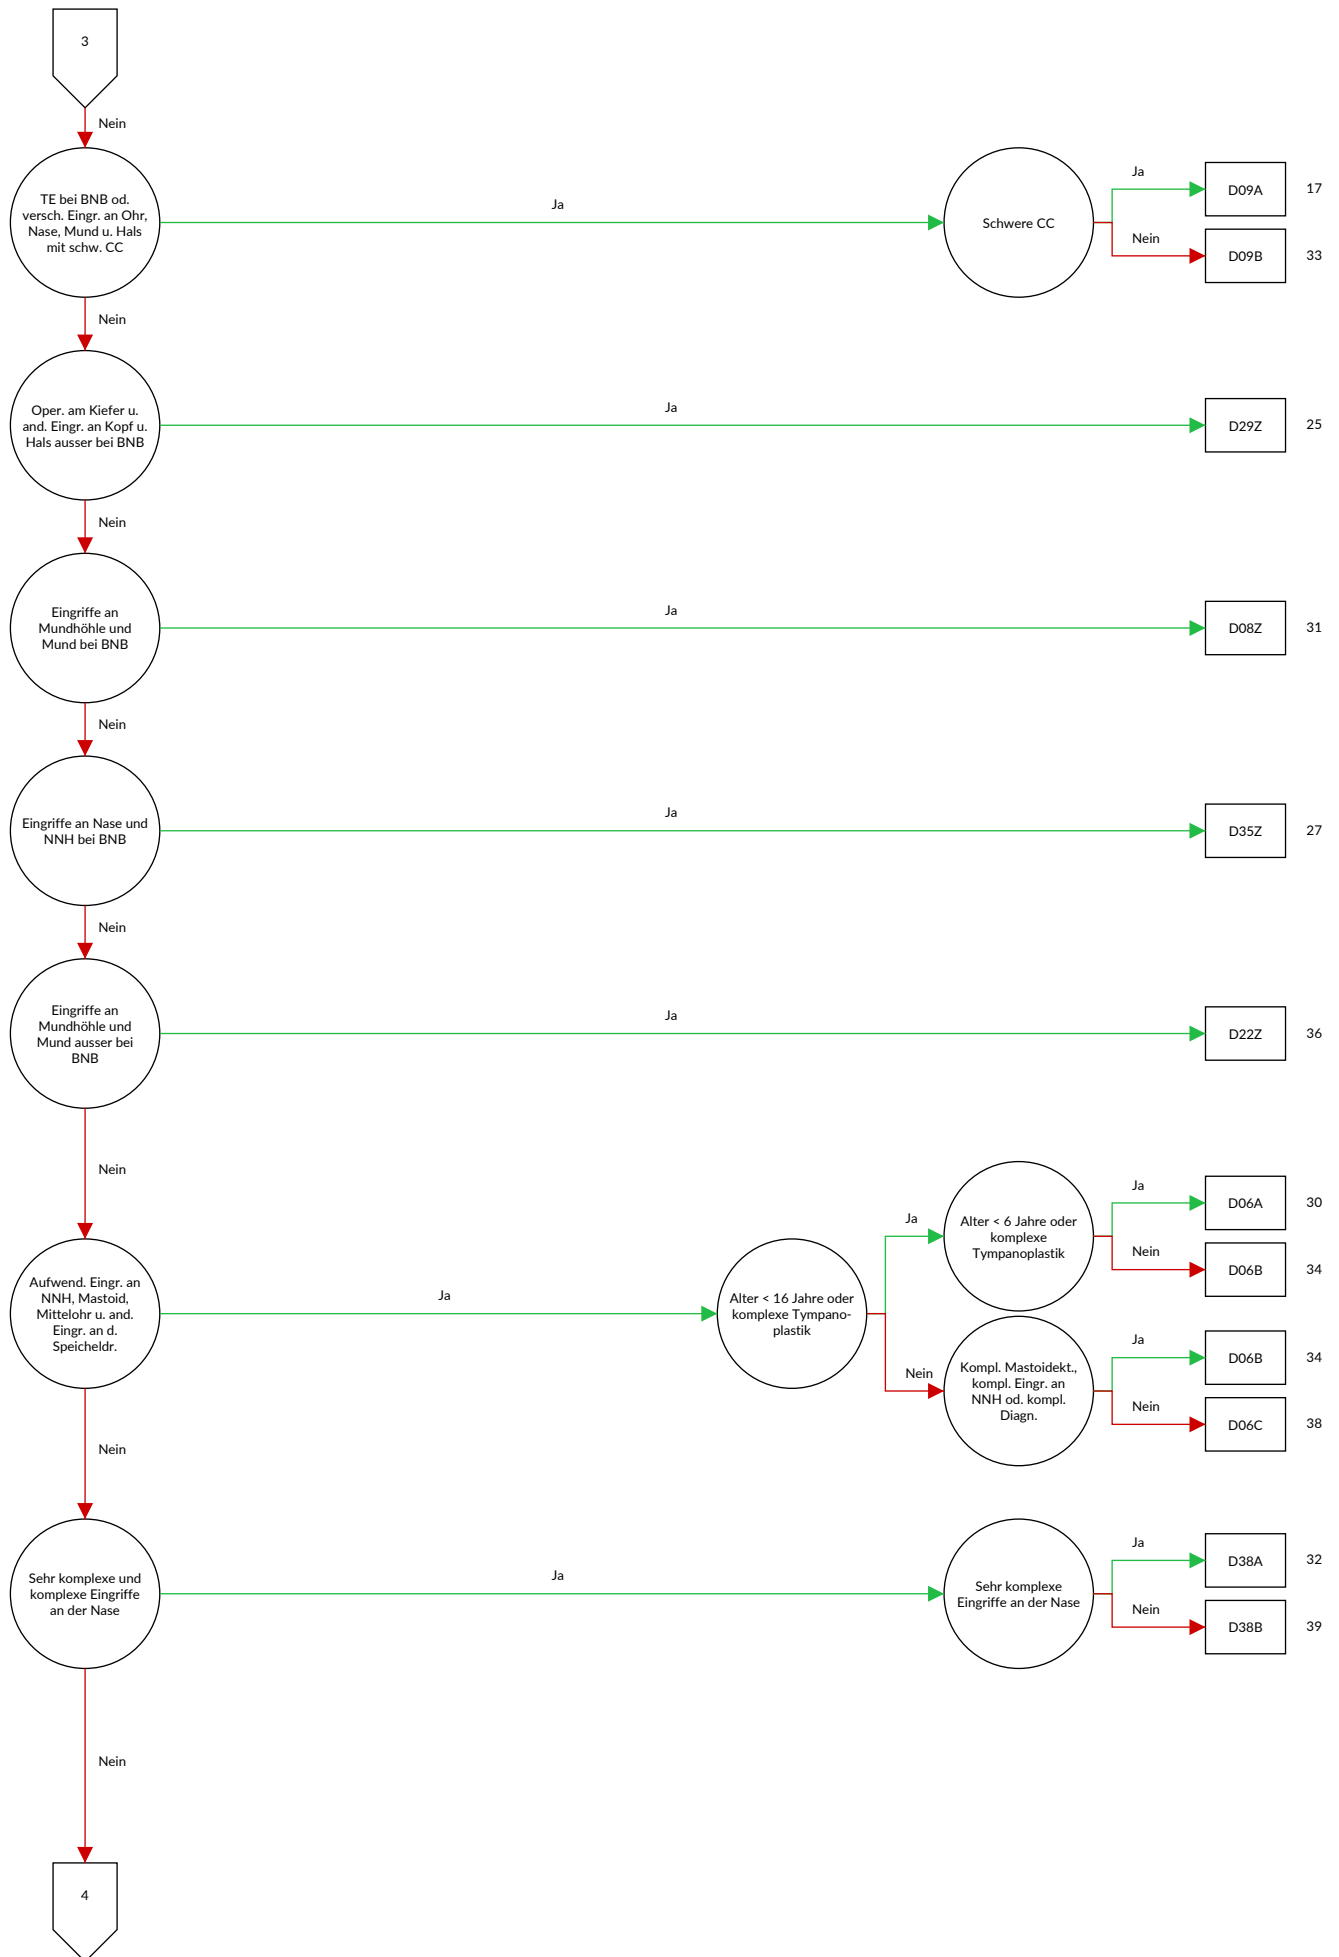 3
Nein
TE bei BNB od.
versch. Eingr. an Ohr,
Nase, Mund u. Hals
mit schw. CC
Ja
Schwere CC
Ja
D09A
17
Nein
D09B
33
Nein
Oper. am Kiefer u.
and. Eingr. an Kopf u.
Hals ausser bei BNB
Ja
D29Z
25
Nein
Eingriffe an
Mundhöhle und
Mund bei BNB
Ja
D08Z
31
Nein
Eingriffe an Nase und
NNH bei BNB
Ja
D35Z
27
Nein
Eingriffe an
Mundhöhle und
Mund ausser bei
BNB
Ja
D22Z
36
Nein
Aufwend. Eingr. an
NNH, Mastoid,
Mittelohr u. and.
Eingr. an d.
Speicheldr.
Ja
Alter < 16 Jahre oder
komplexe Tympano-
plastik
Ja
Alter < 6 Jahre oder
komplexe
Tympanoplastik
Ja
D06A
30
Nein
D06B
34
Nein
Kompl. Mastoidekt.,
kompl. Eingr. an
NNH od. kompl.
Diagn.
Ja
D06B
34
Nein
D06C
38
Nein
Sehr komplexe und
komplexe Eingriffe
an der Nase
Ja
Sehr komplexe
Eingriffe an der Nase
Ja
D38A
32
Nein
D38B
39
Nein
4